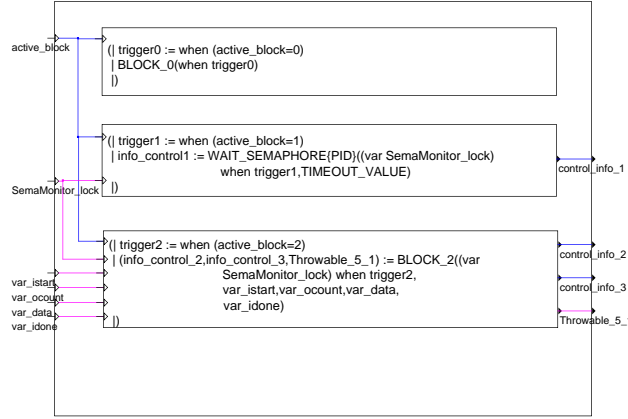 active_block
(| trigger0 := when (active_block=0)
| BLOCK_0(when trigger0)
|)
(| trigger1 := when (active_block=1)
| info_control1 := WAIT_SEMAPHORE{PID}((var SemaMonitor_lock)
when trigger1,TIMEOUT_VALUE)
|)
control_info_1
SemaMonitor_lock
(| trigger2 := when (active_block=2)
| (info_control_2,info_control_3,Throwable_5_1) := BLOCK_2((var
SemaMonitor_lock) when trigger2,
var_istart,var_ocount,var_data,
var_idone)
|)
control_info_2
control_info_3
Throwable_5_
var_istart
var_ocount
var_data
var_idone